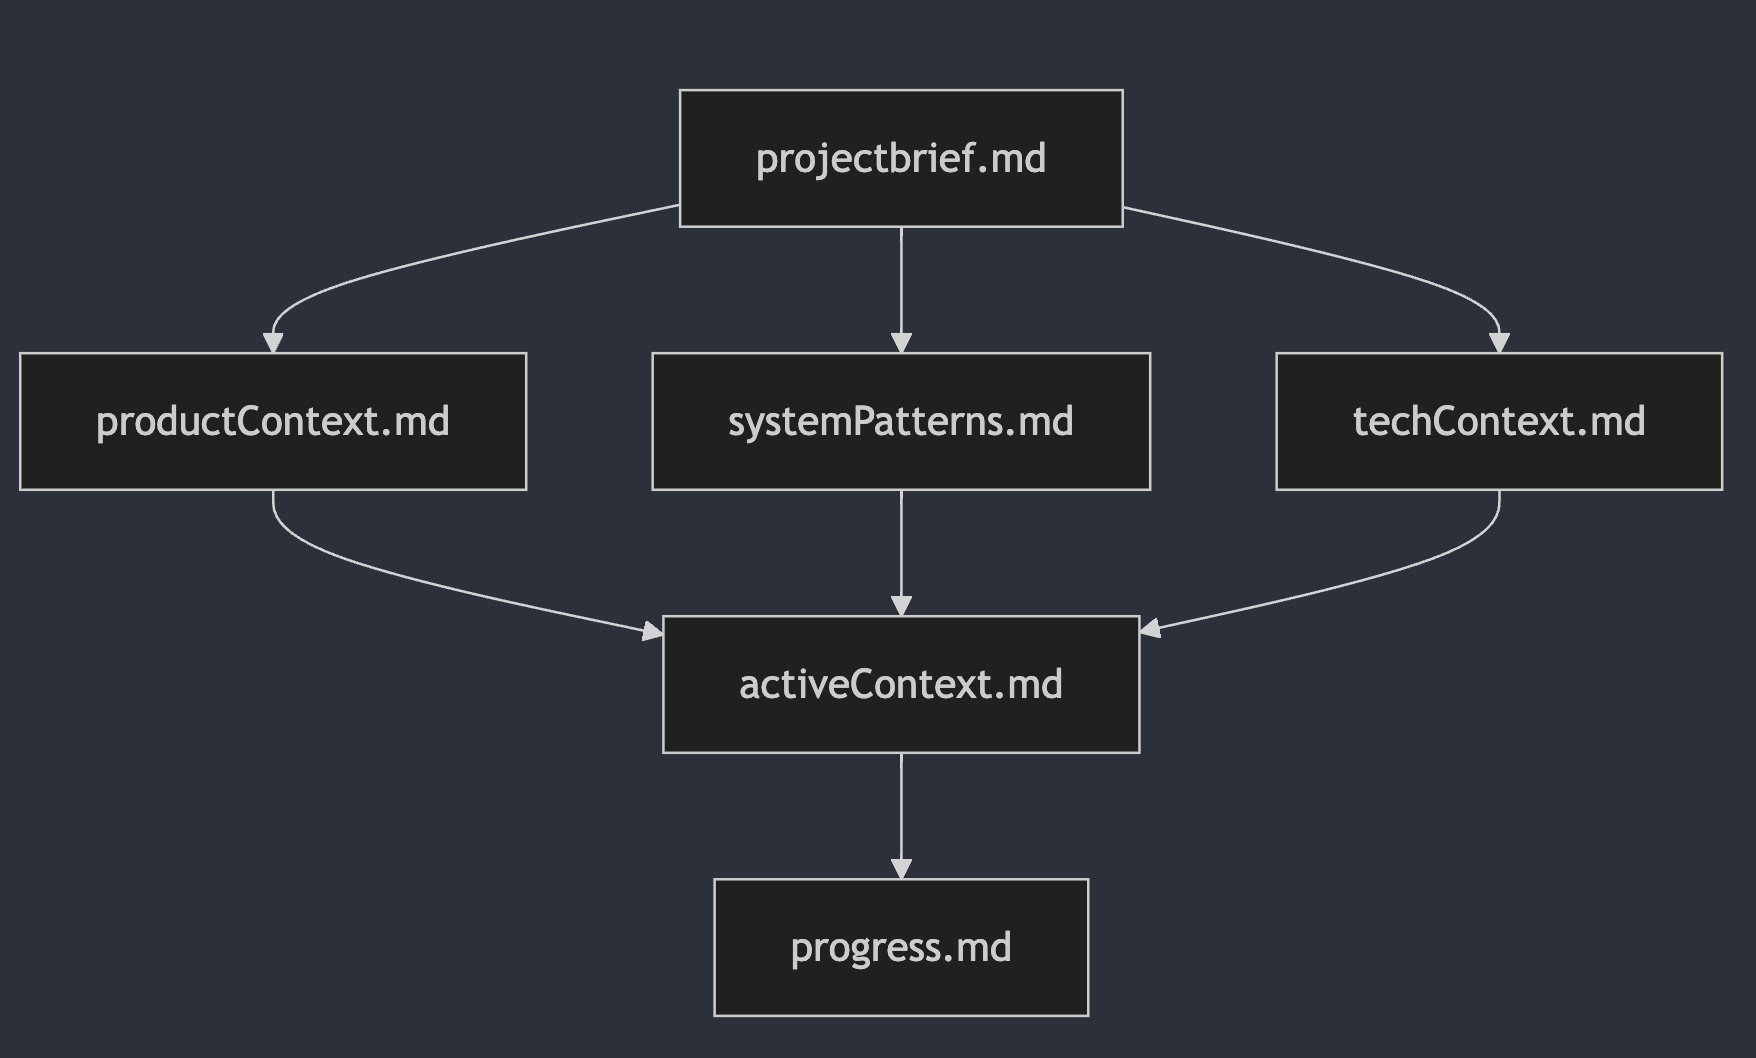 projectbrief.md
productContext.md
systemPatterns.md
techContext.md
activeContext.md
progress.md